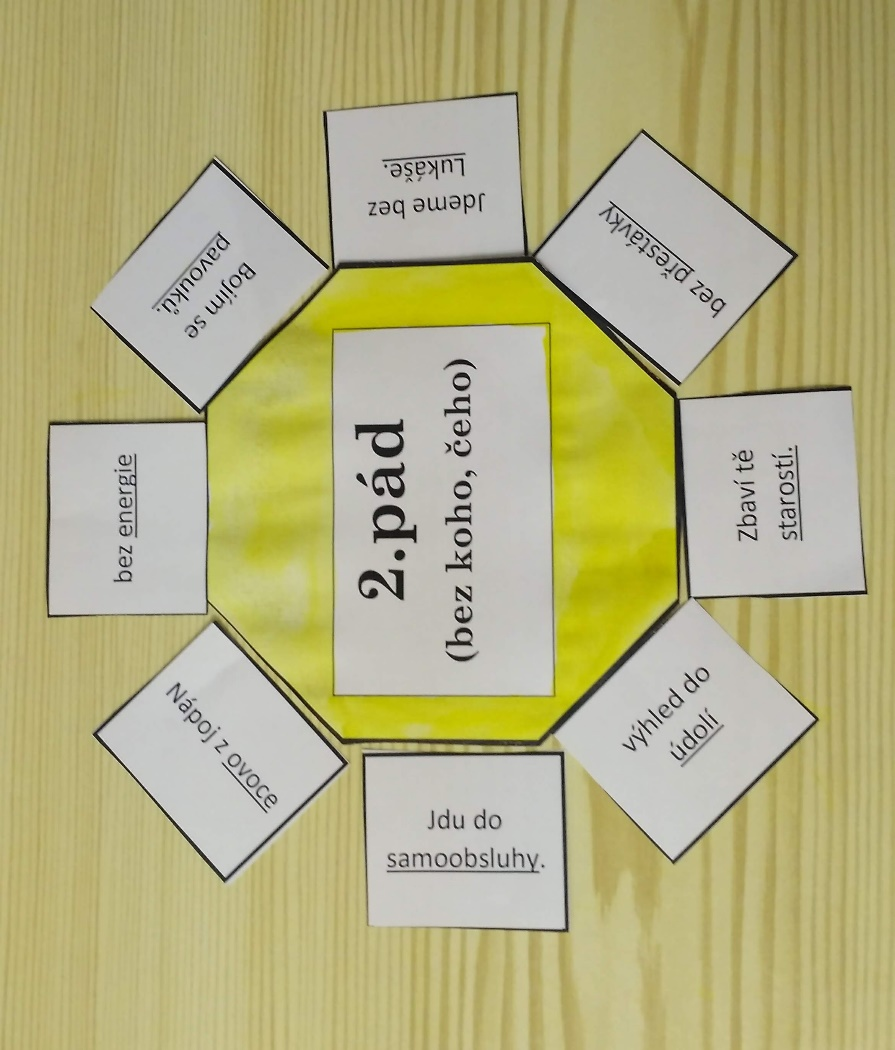 2.pád
(bez koho, čeho)
Jdeme bez
Lukáše.
bez přestávky
Zbaví tě
starostí.
výhled do
údolí
Jdu do
samoobsluhy.
Nápoj z ovoce
bez energie
Bojím se
pavouků.